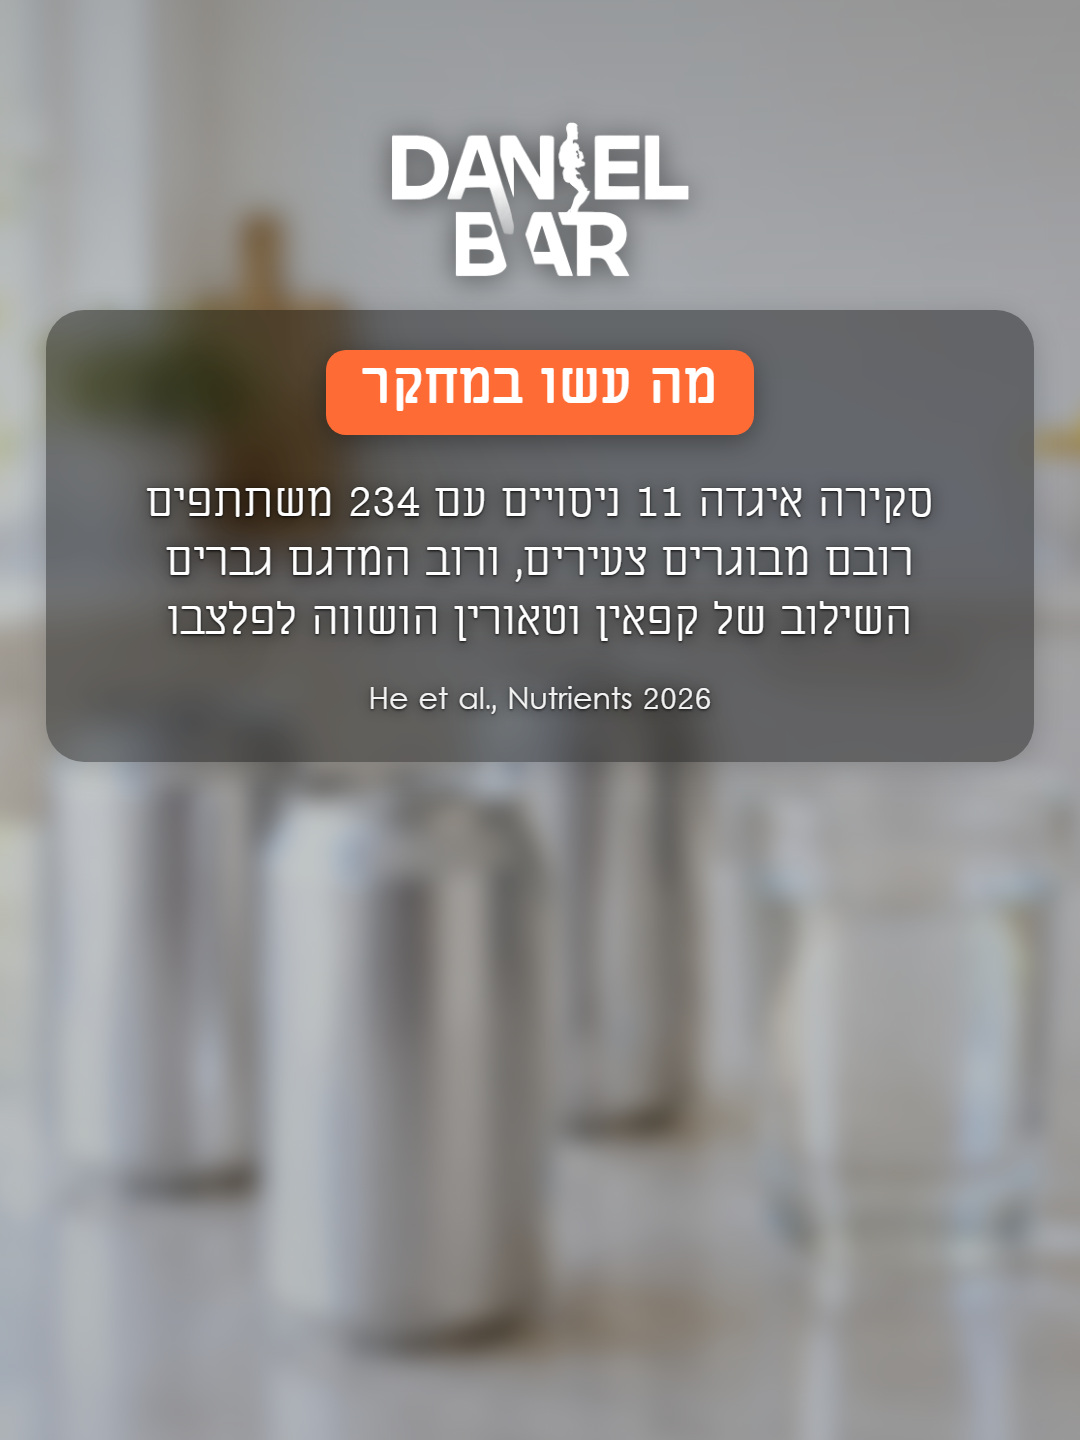 DANIEL
BAR
מה עשו במחקר
סקירה איגדה 11 ניסויים עם 234 משתתפים
רובם מבוגרים צעירים, ורוב המדגם גברים
השילוב של קפאין וטאורין הושווה לפלצבו
He et al., Nutrients 2026